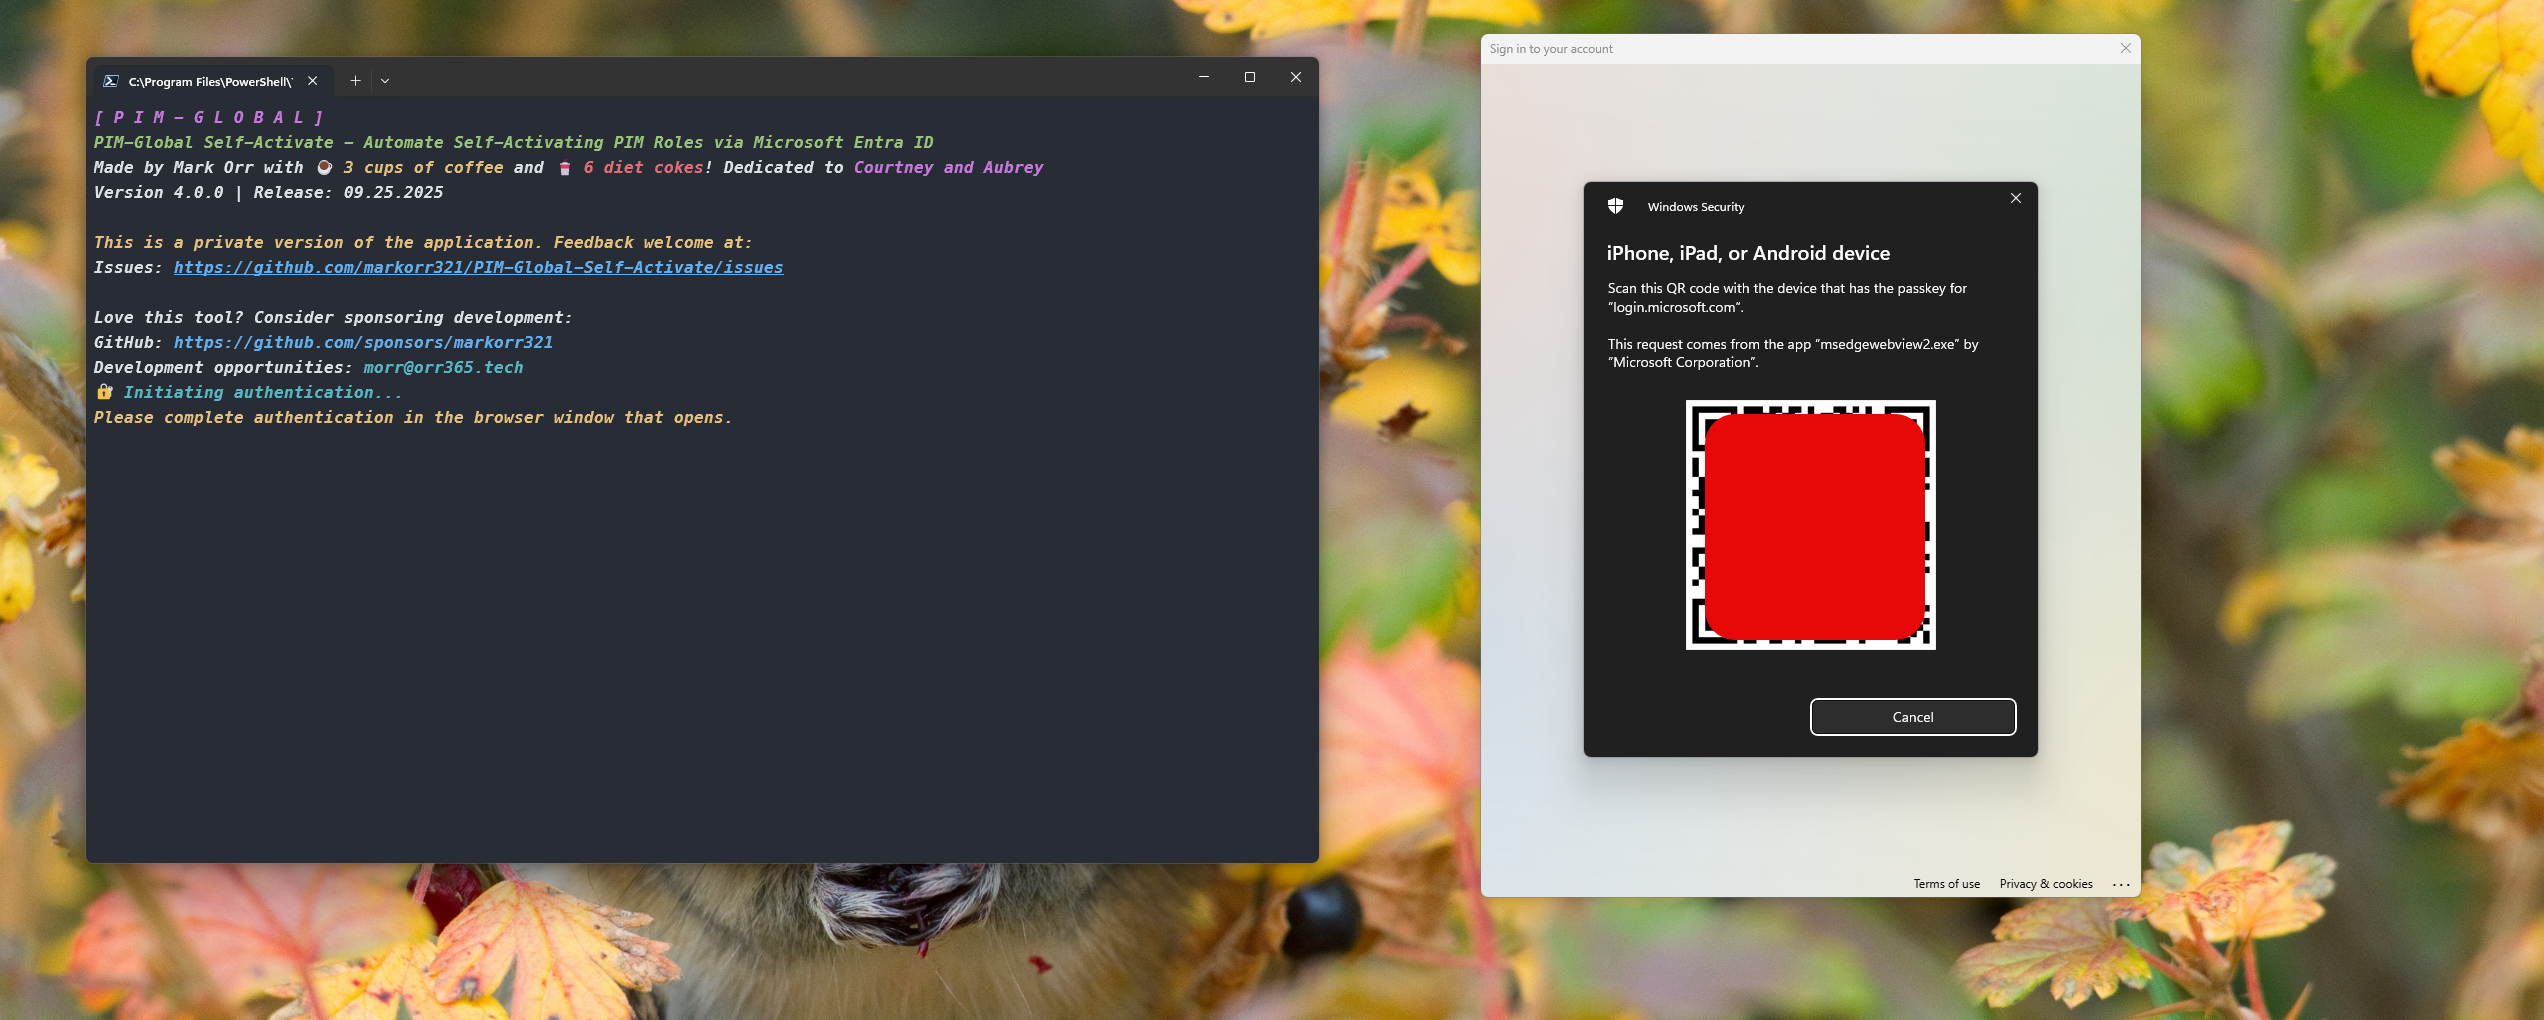 C:\Program Files\PowerShell\
[ P I M - G L O B A L ]
PIM-Global Self-Activate - Automate Self-Activating PIM Roles via Microsoft Entra ID
Made by Mark Orr with ☕ 3 cups of coffee and 🥤 6 diet cokes! Dedicated to Courtney and Aubrey
Version 4.0.0 | Release: 09.25.2025
This is a private version of the application. Feedback welcome at:
Issues: https://github.com/markorr321/PIM-Global-Self-Activate/issues
Love this tool? Consider sponsoring development:
GitHub: https://github.com/sponsors/markorr321
Development opportunities: morr@orr365.tech
🔐 Initiating authentication...
Please complete authentication in the browser window that opens.
Sign in to your account
Windows Security
iPhone, iPad, or Android device
Scan this QR code with the device that has the passkey for
"login.microsoft.com".
This request comes from the app "msedgewebview2.exe" by
"Microsoft Corporation".
Cancel
Terms of use Privacy & cookies ...